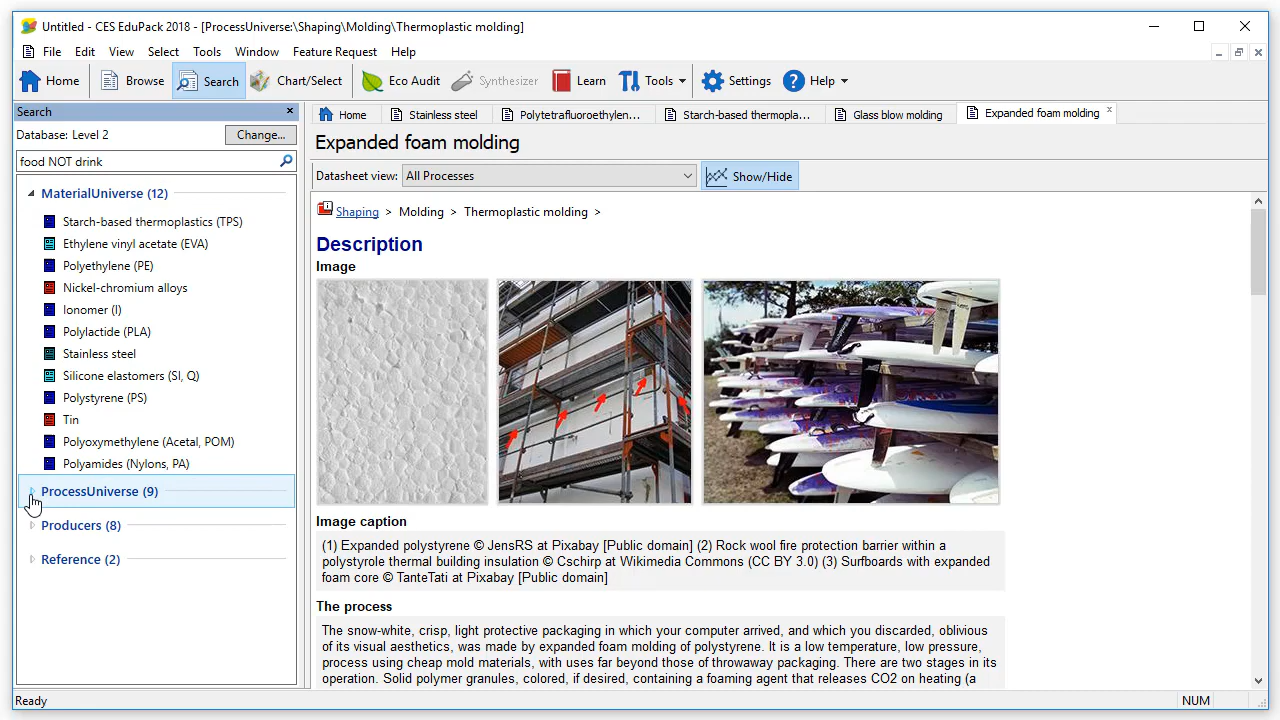 Untitled - CES EduPack 2018 - [ProcessUniverse:\Shaping\Molding\Thermoplastic molding]
File Edit View Select Tools Window Feature Request Help
Home Browse Search Chart/Select Eco Audit Synthesizer Learn Tools Settings Help
Search
Database: Level 2 Change...
food NOT drink
MaterialUniverse (12)
Starch-based thermoplastics (TPS)
Ethylene vinyl acetate (EVA)
Polyethylene (PE)
Nickel-chromium alloys
Ionomer (I)
Polylactide (PLA)
Stainless steel
Silicone elastomers (SI, Q)
Polystyrene (PS)
Tin
Polyoxymethylene (Acetal, POM)
Polyamides (Nylons, PA)
ProcessUniverse (9)
Producers (8)
Reference (2)
Home Stainless steel Polytetrafluoroethylen... Starch-based thermopla... Glass blow molding Expanded foam molding
Expanded foam molding
Datasheet view: All Processes Show/Hide
Shaping > Molding > Thermoplastic molding >
Description
Image
Image caption
(1) Expanded polystyrene © JensRS at Pixabay [Public domain] (2) Rock wool fire protection barrier within a
polystyrole thermal building insulation © Cschirp at Wikimedia Commons (CC BY 3.0) (3) Surfboards with expanded
foam core © TanteTati at Pixabay [Public domain]
The process
The snow-white, crisp, light protective packaging in which your computer arrived, and which you discarded, oblivious
of its visual aesthetics, was made by expanded foam molding of polystyrene. It is a low temperature, low pressure,
process using cheap mold materials, with uses far beyond those of throwaway packaging. There are two stages in its
operation. Solid polymer granules, colored, if desired, containing a foaming agent that releases CO2 on heating (a
Ready NUM